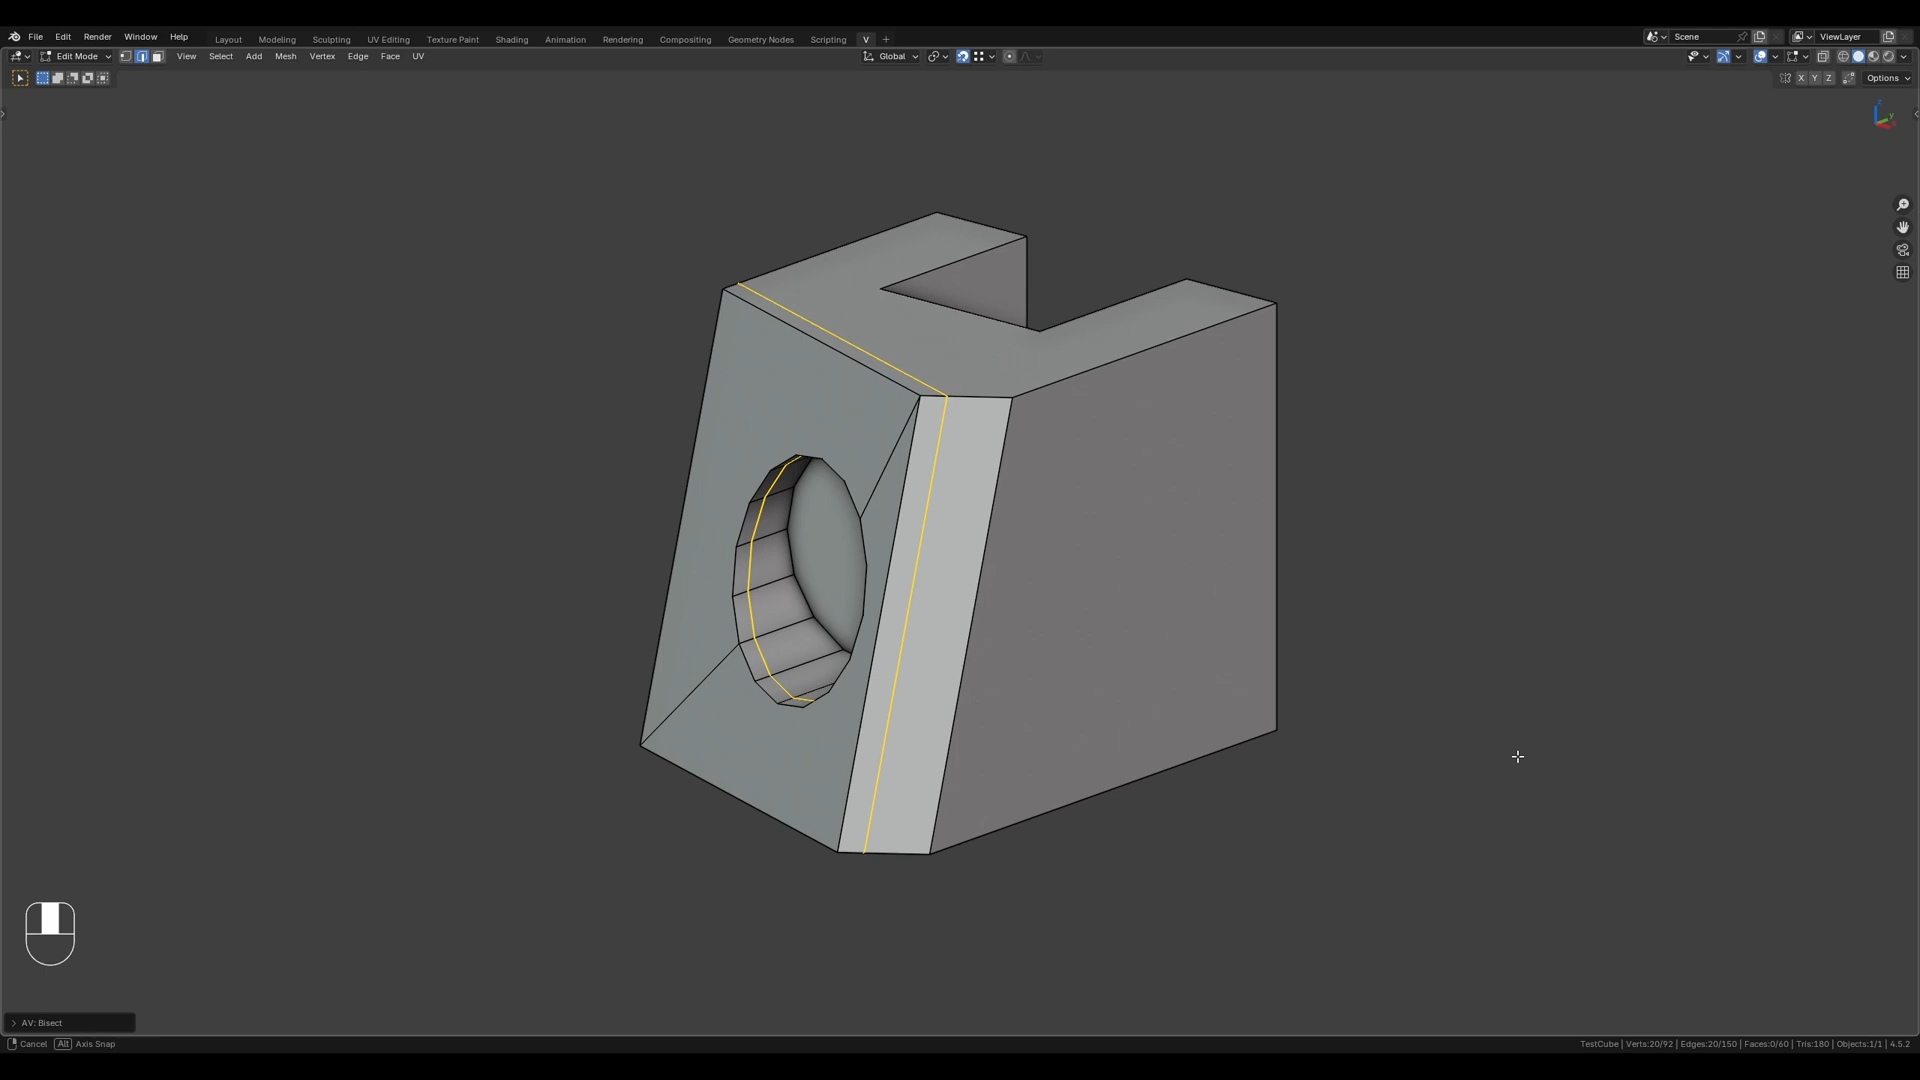 File Edit Render Window Help Layout Modeling Sculpting UV Editing Texture Paint Shading Animation Rendering Compositing Geometry Nodes Scripting V + Scene ViewLayer
Edit Mode View Select Add Mesh Vertex Edge Face UV Global
X Y Z Options
Z
Y
AV: Bisect
Cancel Alt Axis Snap TestCube | Verts:20/92 | Edges:20/150 | Faces:0/60 | Tris:180 | Objects:1/1 | 4.5.2